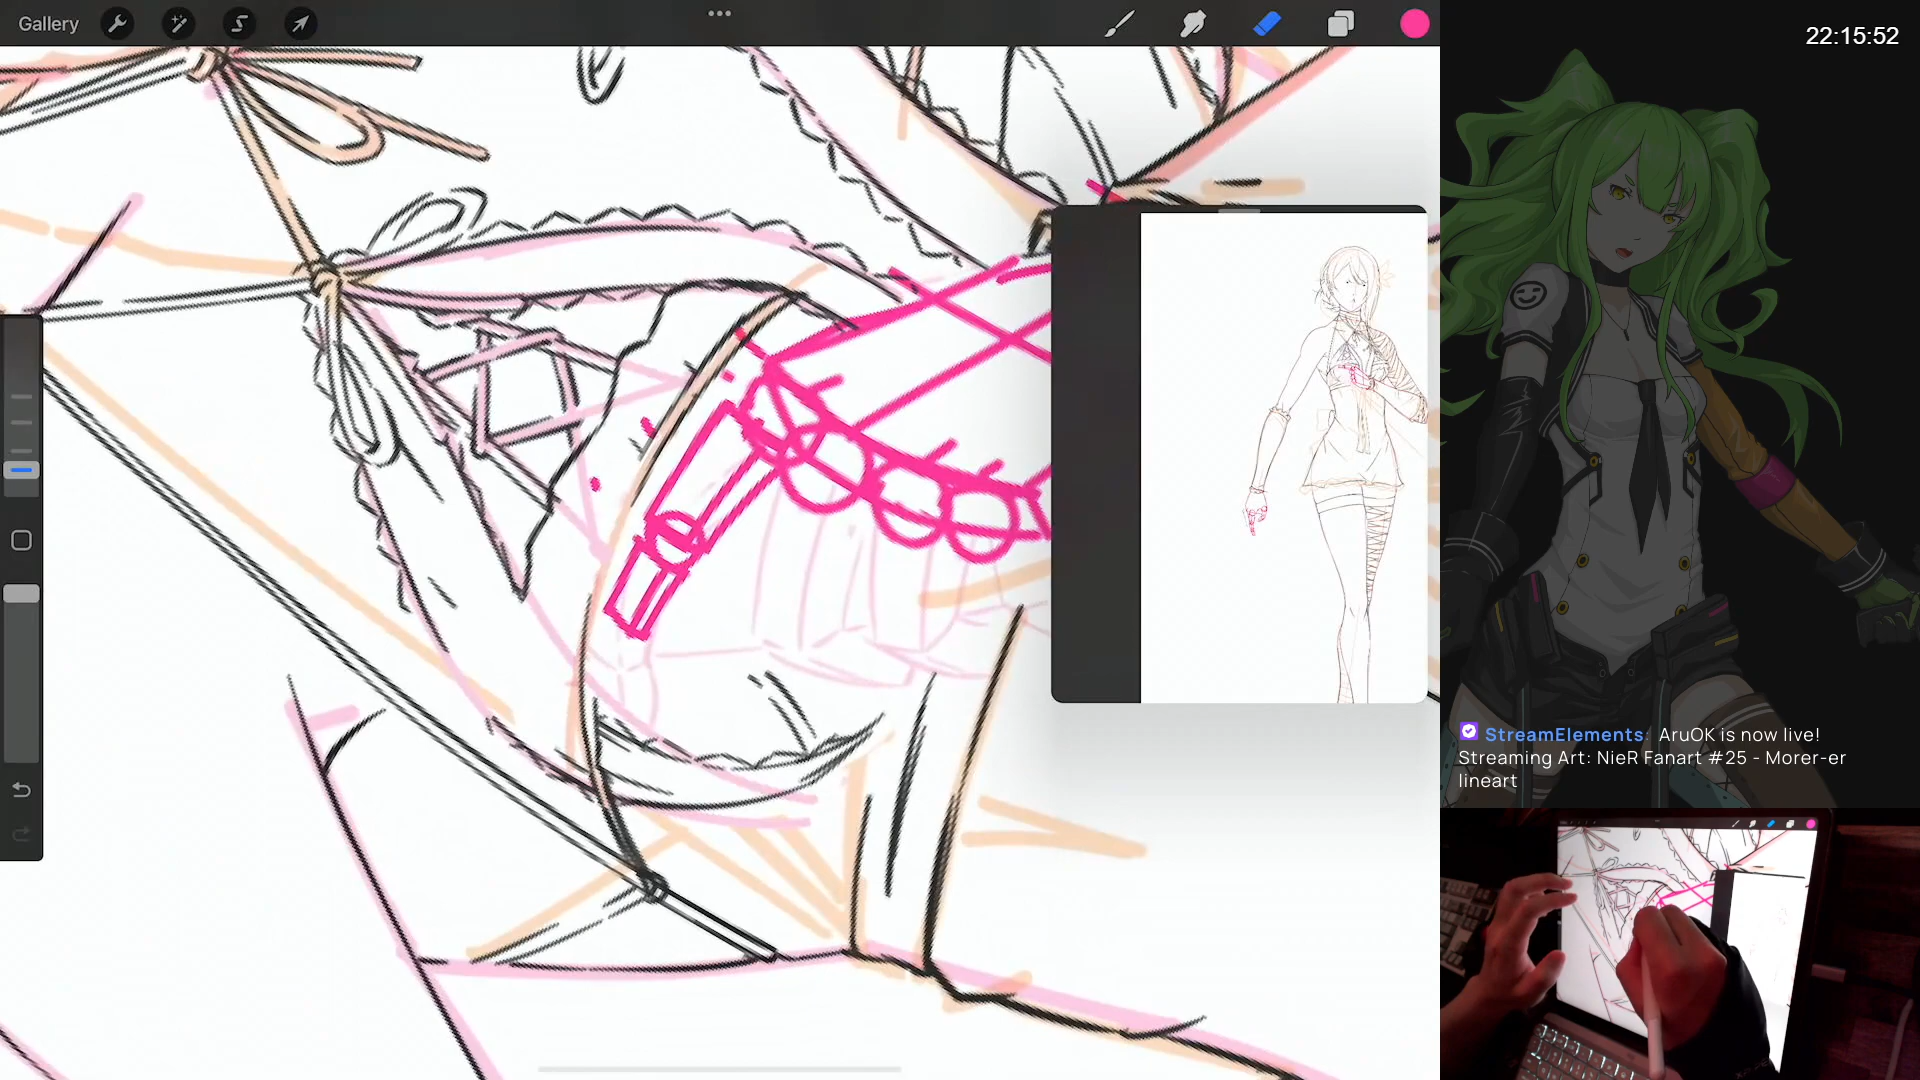 Gallery
22:15:52
StreamElements: AruOK is now live!
Streaming Art: NieR Fanart #25 - Morer-er
lineart